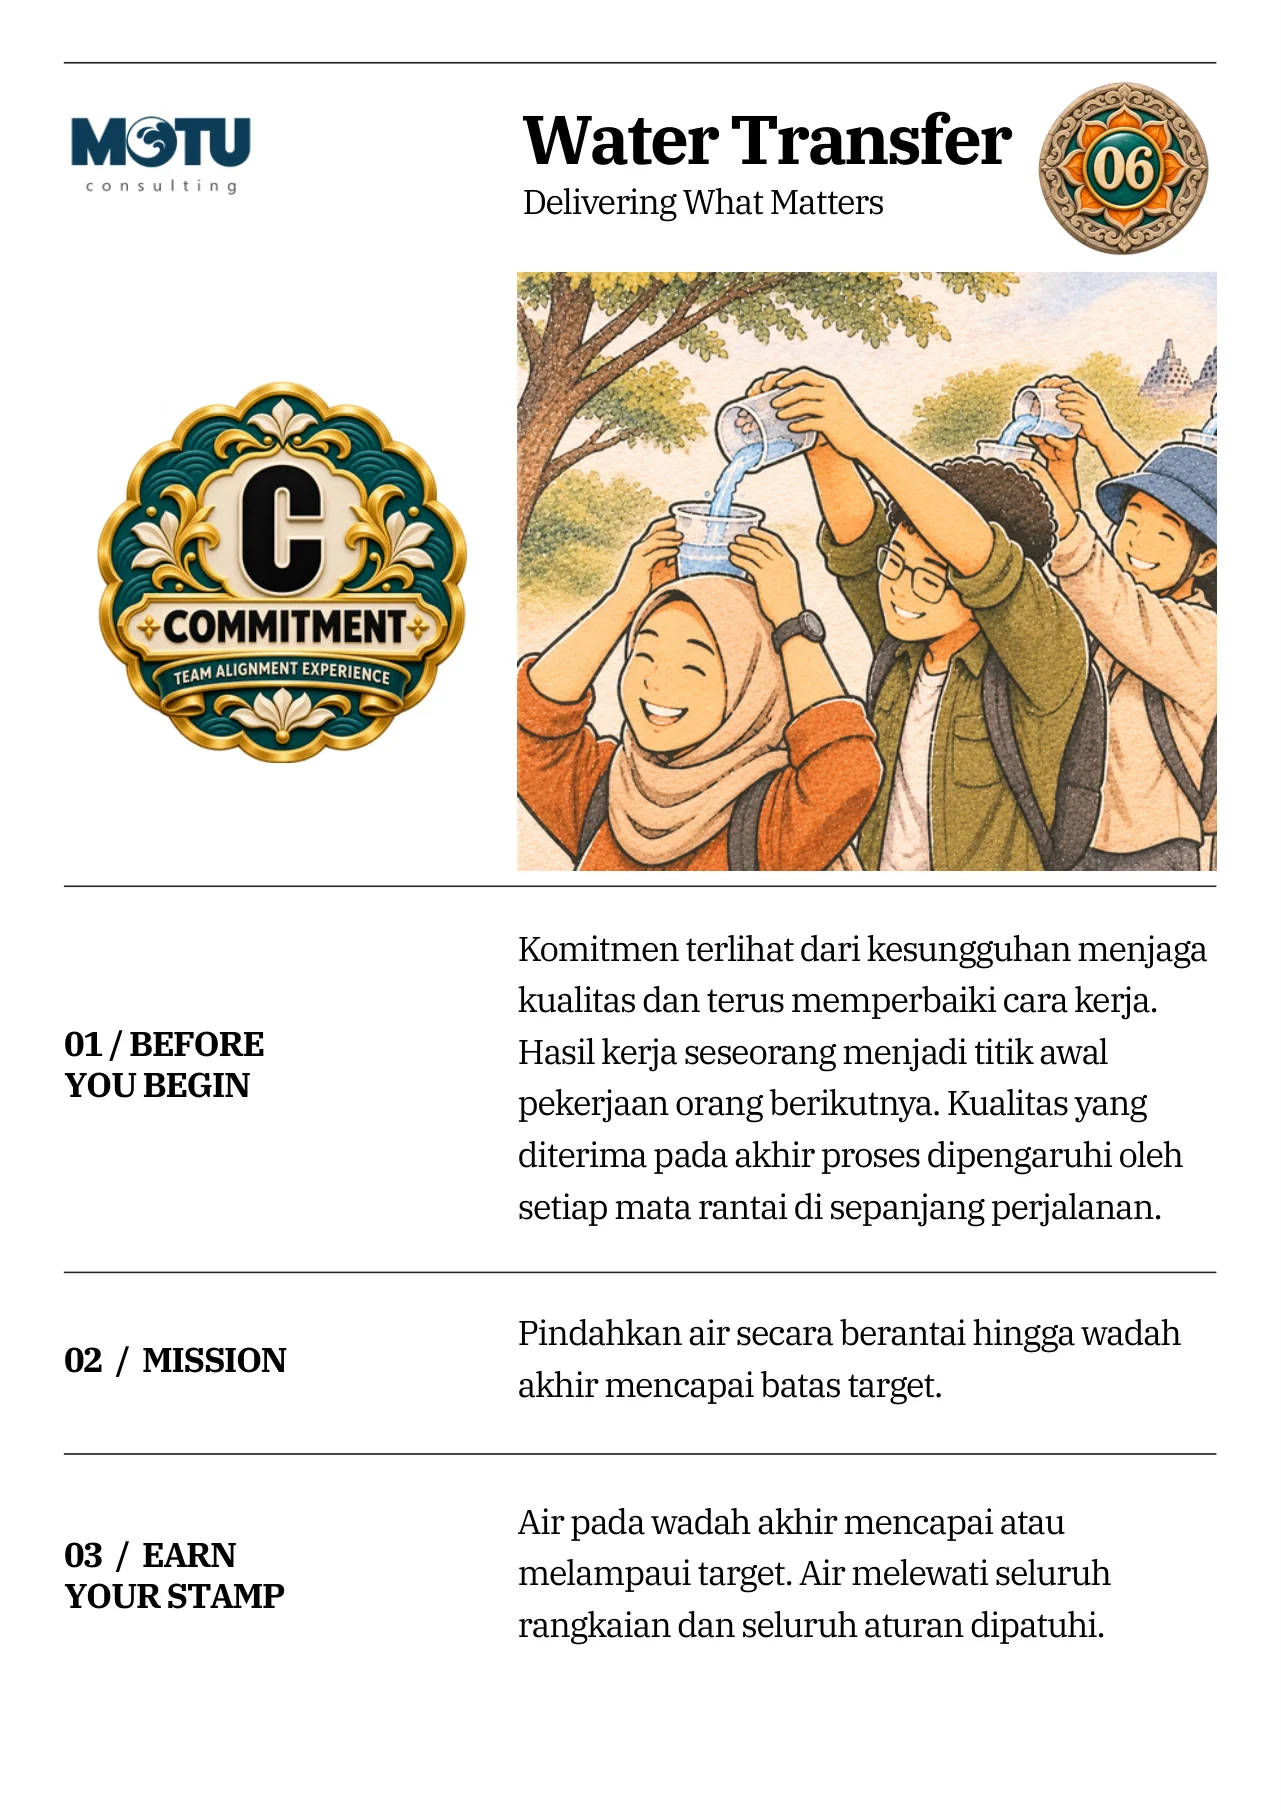 MOTU
consulting
Water Transfer
Delivering What Matters
06
C
COMMITMENT
TEAM ALIGNMENT EXPERIENCE
01 / BEFORE
YOU BEGIN
Komitmen terlihat dari kesungguhan menjaga
kualitas dan terus memperbaiki cara kerja.
Hasil kerja seseorang menjadi titik awal
pekerjaan orang berikutnya. Kualitas yang
diterima pada akhir proses dipengaruhi oleh
setiap mata rantai di sepanjang perjalanan.
02 / MISSION
Pindahkan air secara berantai hingga wadah
akhir mencapai batas target.
03 / EARN
YOUR STAMP
Air pada wadah akhir mencapai atau
melampaui target. Air melewati seluruh
rangkaian dan seluruh aturan dipatuhi.